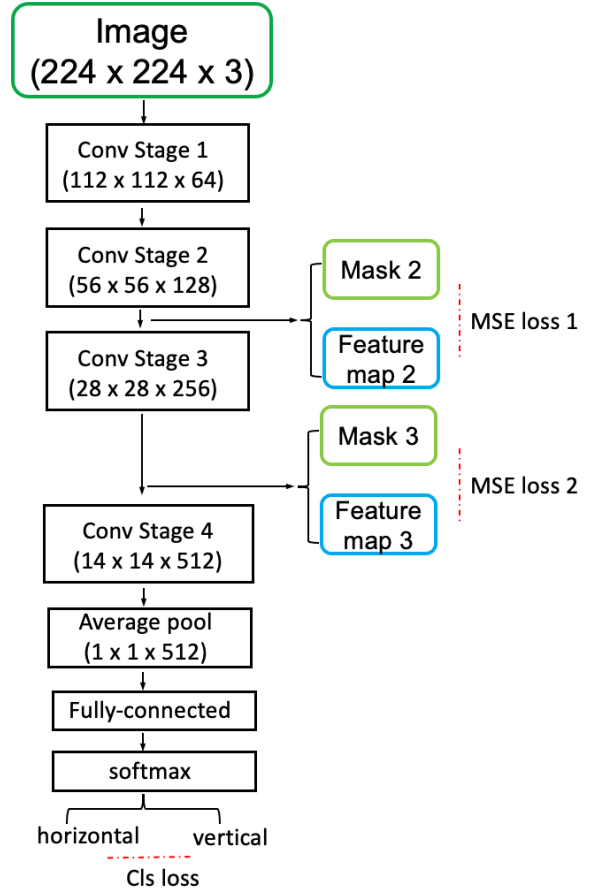 Image
(224 x 224 x 3)
Conv Stage 1
(112 x 112 x 64)
Conv Stage 2
(56 x 56 x 128)
Mask 2
MSE loss 1
Feature
map 2
Conv Stage 3
(28 x 28 x 256)
Mask 3
MSE loss 2
Feature
map 3
Conv Stage 4
(14 x 14 x 512)
Average pool
(1 x 1 x 512)
Fully-connected
softmax
horizontal
vertical
Cls loss